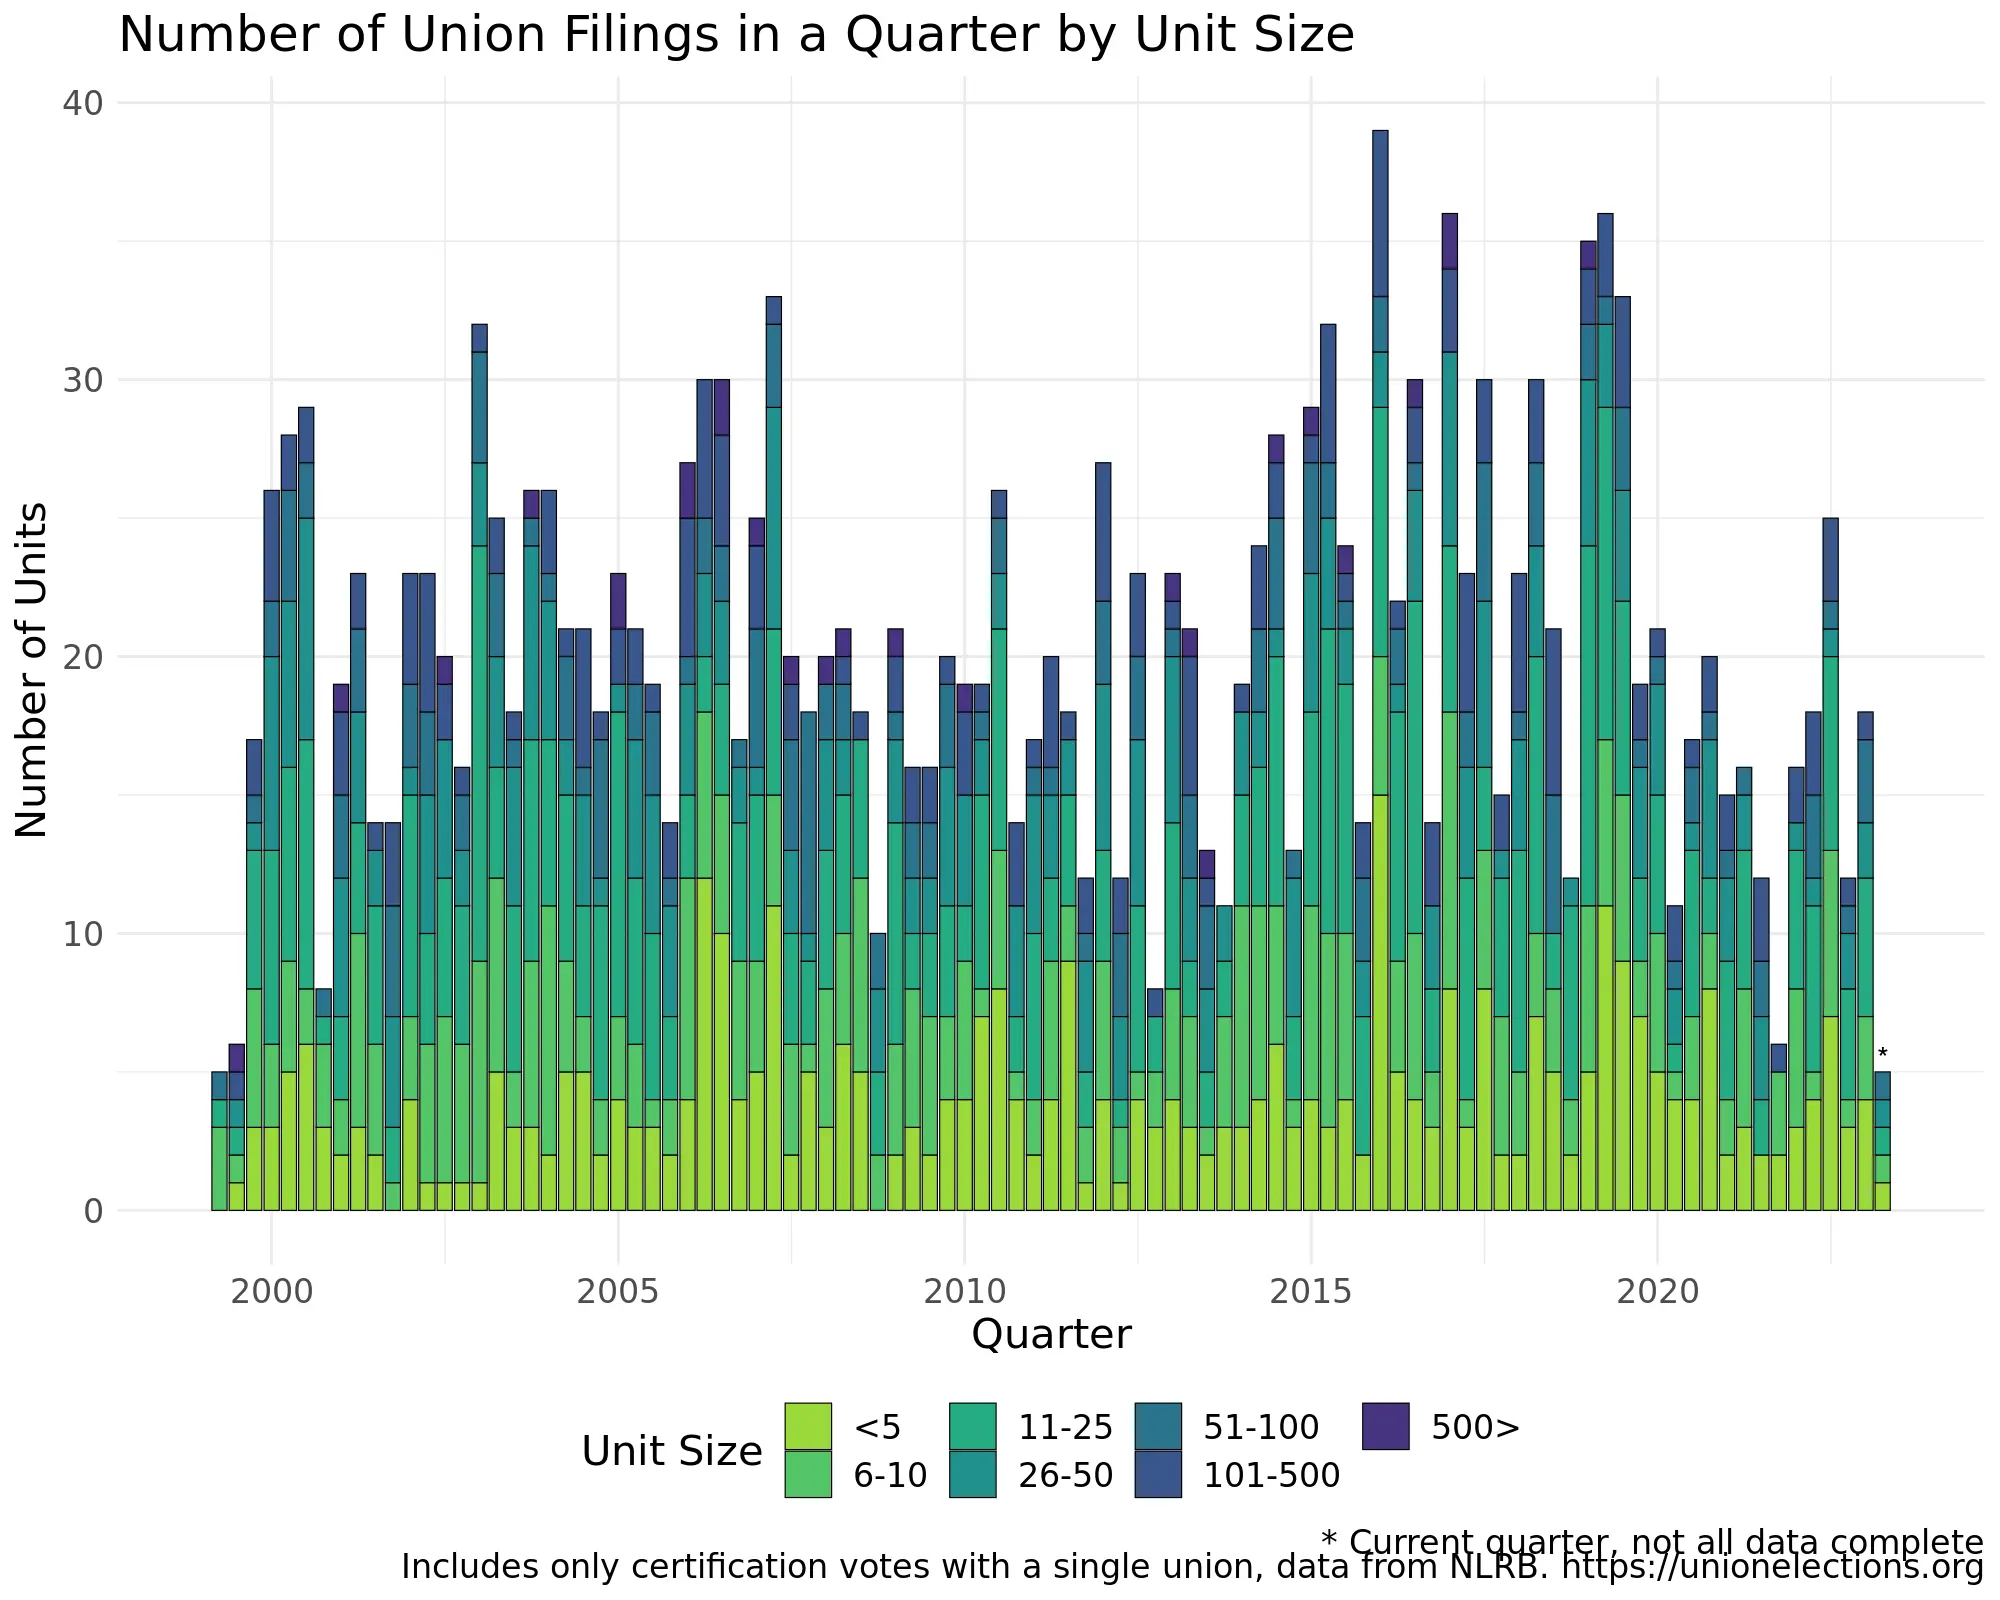 Number of Union Filings in a Quarter by Unit Size
40
30
20
10
0
Number of Units
*
2000 2005 2010 2015 2020
Quarter
Unit Size
<5 11-25 51-100 500>
6-10 26-50 101-500
* Current quarter, not all data complete
Includes only certification votes with a single union, data from NLRB. https://unionelections.org